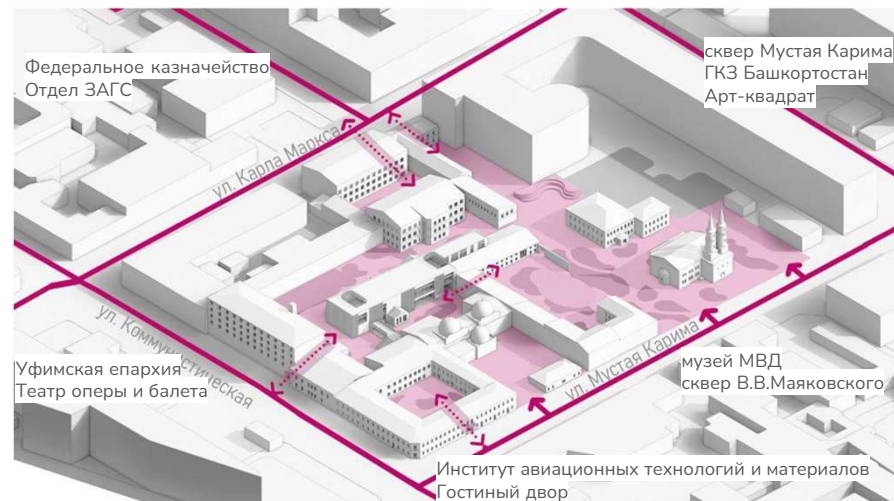 Федеральное казначейство
Отдел ЗАГС
сквер Мустая Карима
ГКЗ Башкортостан
Арт-квадрат
ул. Карла Маркса
ул. Коммунистическая
Уфимская епархия
Театр оперы и балета
ул. Мустая Карима
музей МВД
сквер В.В.Маяковского
Институт авиационных технологий и материалов
Гостиный двор